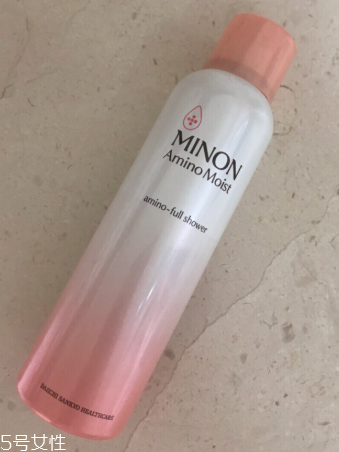 MINON
Amino Moist
amino-full shower
DAIICHI SANKYO HEALTHCARE
5号女性